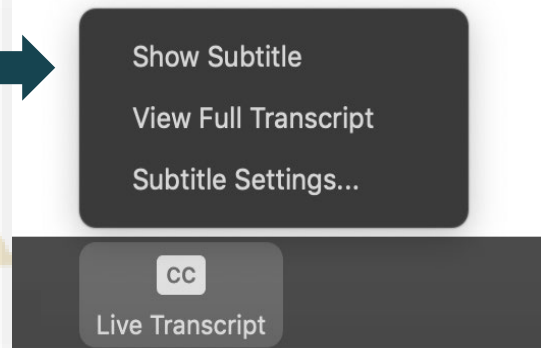 Show Subtitle
View Full Transcript
Subtitle Settings...
CC
Live Transcript